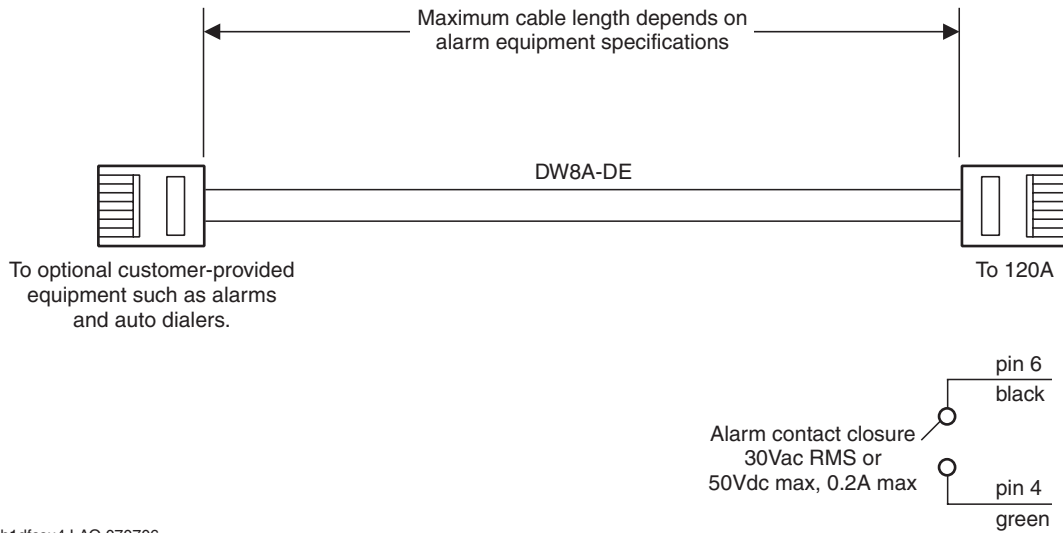 Maximum cable length depends on
alarm equipment specifications
DW8A-DE
To optional customer-provided
equipment such as alarms
and auto dialers.
To 120A
pin 6
black
Alarm contact closure
30Vac RMS or
50Vdc max, 0.2A max
pin 4
green